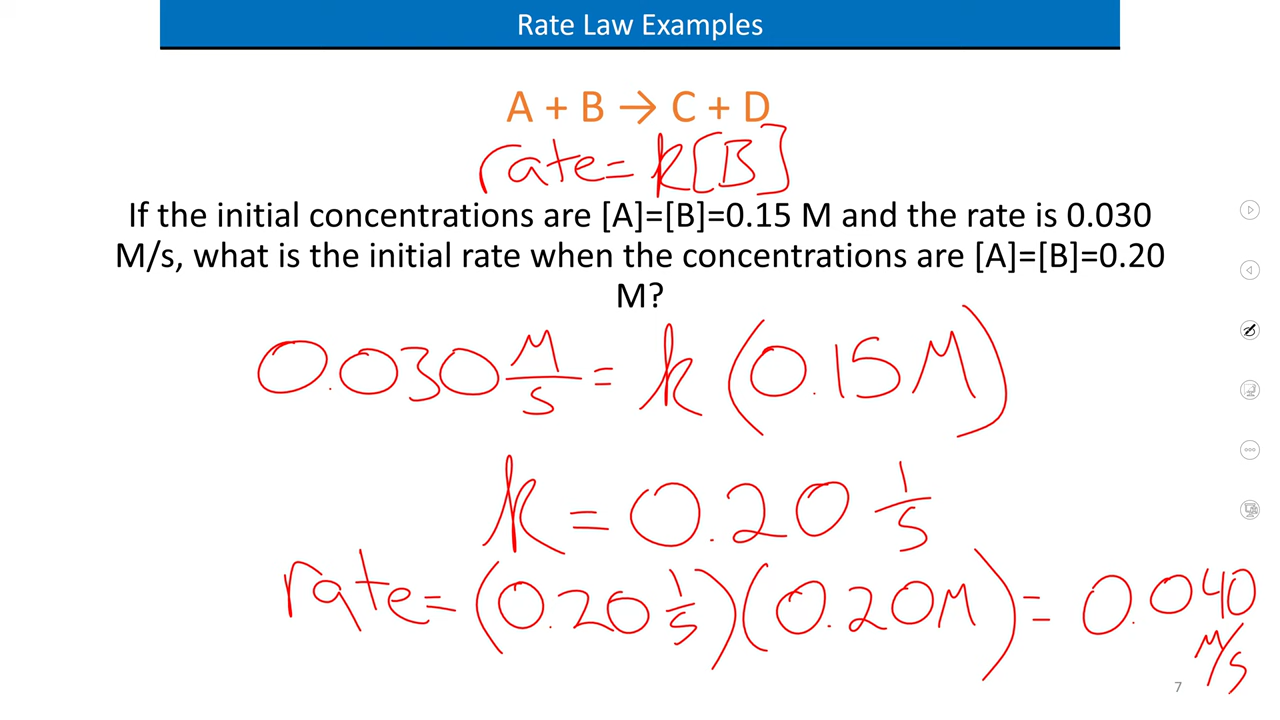 Rate Law Examples
A + B → C + D
rate = k[B]
If the initial concentrations are [A]=[B]=0.15 M and the rate is 0.030
M/s, what is the initial rate when the concentrations are [A]=[B]=0.20
M?
0.030 M/s = k (0.15 M)
k = 0.20 1/s
rate = (0.20 1/s)(0.20 M) = 0.040
M/s
7